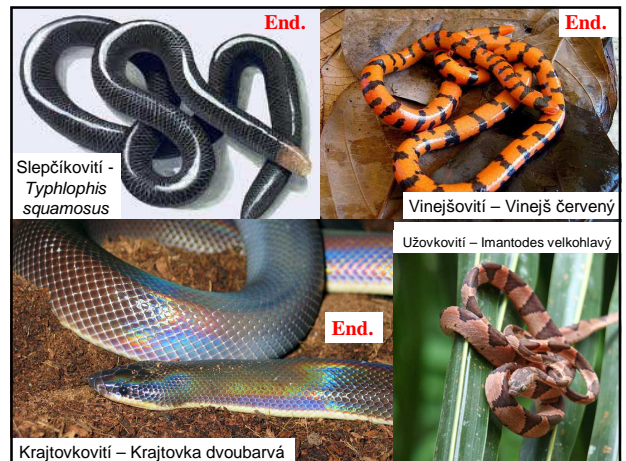 End.
Slepčíkovití -
Typhlophis
squamosus
End.
Vinejšovití – Vinejš červený
End.
Krajtovkovití – Krajtovka dvoubarvá
Užovkovití – Imantodes velkohlavý